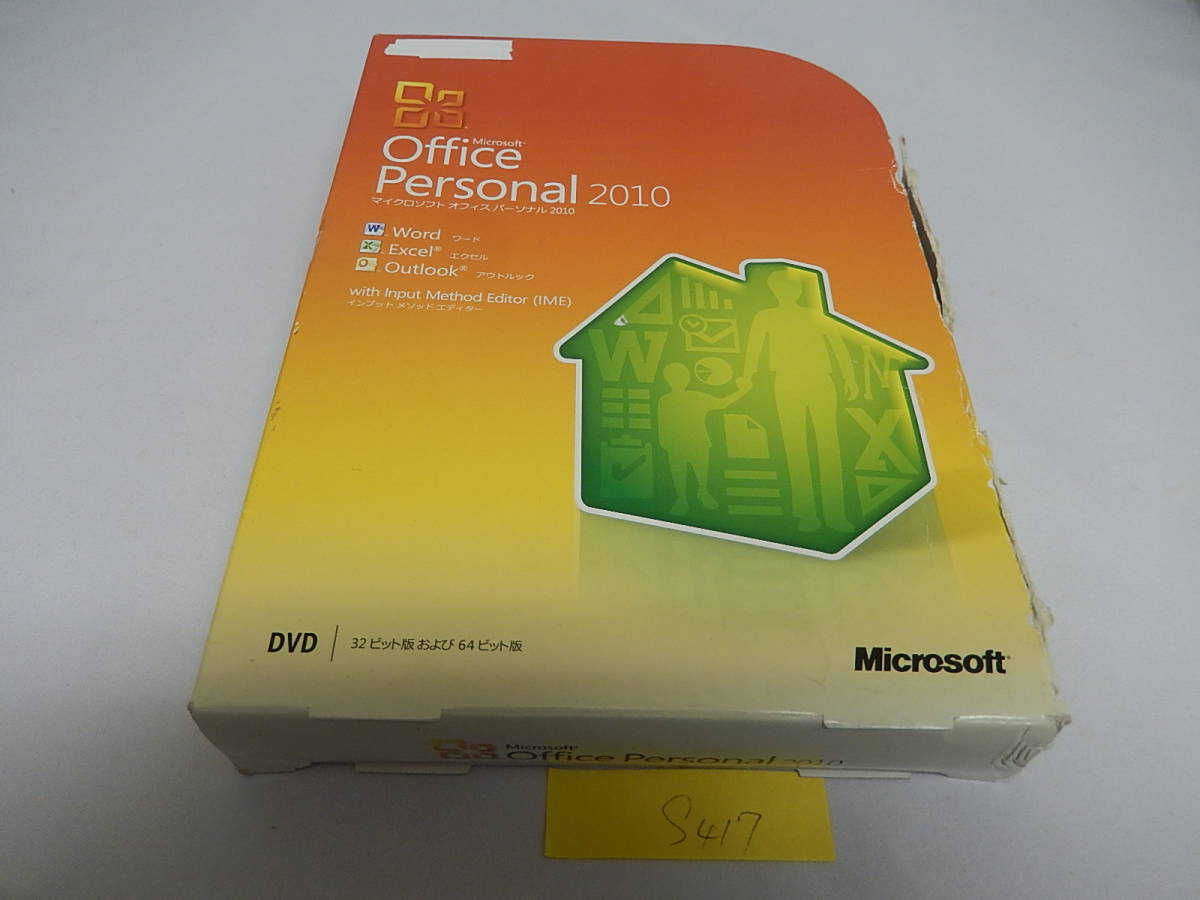 Microsoft
Office
Personal 2010
マイクロソフト オフィス パーソナル 2010
W Word ワード
X Excel® エクセル
O Outlook® アウトルック
with Input Method Editor (IME)
インプット メソッド エディター
W
N
X
DVD 32 ビット版 および 64 ビット版
Microsoft
Microsoft
Office Personal 2010
S417